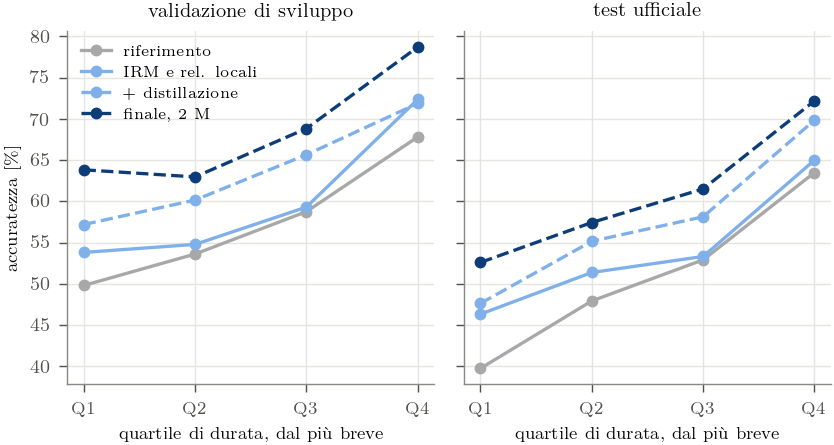 validazione di sviluppo
test ufficiale
riferimento
IRM e rel. locali
+ distillazione
finale, 2 M
accuratezza [%]
80
75
70
65
60
55
50
45
40
Q1 Q2 Q3 Q4
Q1 Q2 Q3 Q4
quartile di durata, dal più breve
quartile di durata, dal più breve